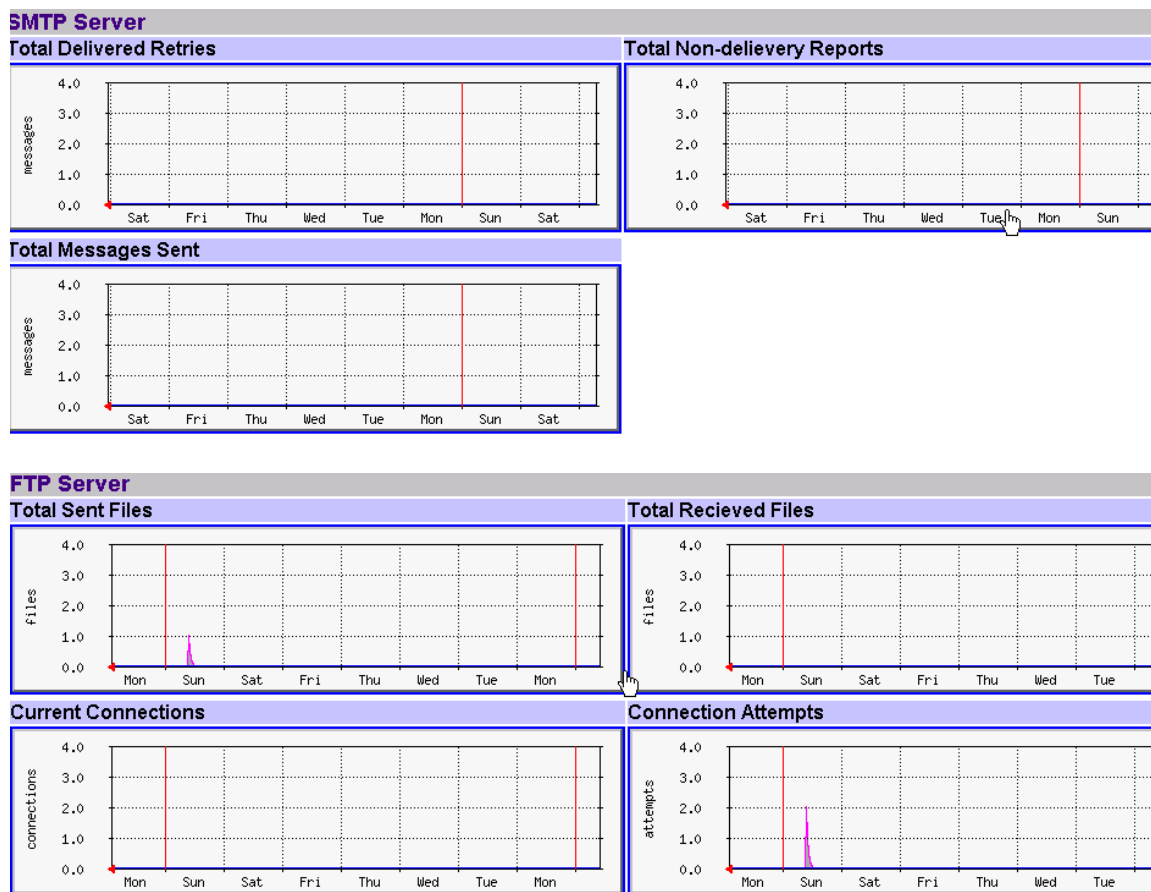 SMTP Server
Total Delivered Retries
Total Non-delievery Reports
4.0
3.0
2.0
1.0
0.0
messages
Sat Fri Thu Wed Tue Mon Sun Sat
4.0
3.0
2.0
1.0
0.0
Sat Fri Thu Wed Tue Mon Sun
Total Messages Sent
4.0
3.0
2.0
1.0
0.0
messages
Sat Fri Thu Wed Tue Mon Sun Sat
FTP Server
Total Sent Files
Total Recieved Files
4.0
3.0
2.0
1.0
0.0
files
Mon Sun Sat Fri Thu Wed Tue Mon
4.0
3.0
2.0
1.0
0.0
files
Mon Sun Sat Fri Thu Wed Tue
Current Connections
Connection Attempts
4.0
3.0
2.0
1.0
0.0
connections
Mon Sun Sat Fri Thu Wed Tue Mon
4.0
3.0
2.0
1.0
0.0
attempts
Mon Sun Sat Fri Thu Wed Tue